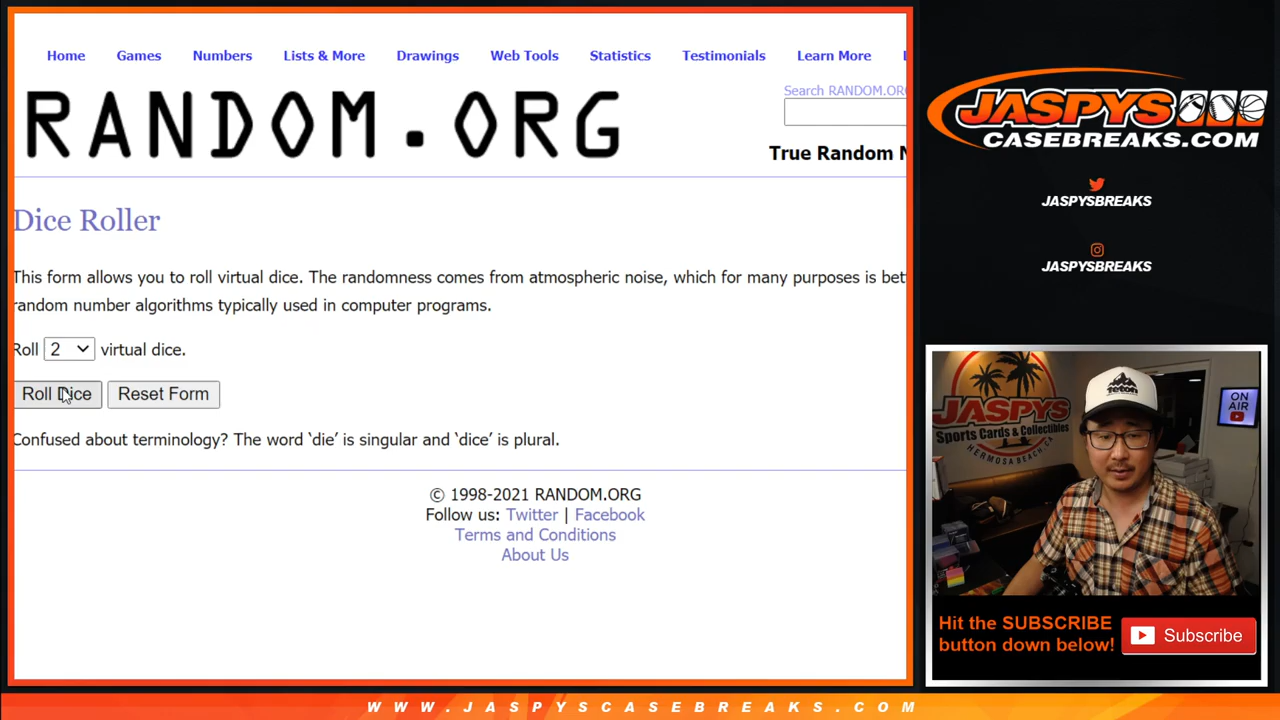 Home Games Numbers Lists & More Drawings Web Tools Statistics Testimonials Learn More
RANDOM.ORG
Search RANDOM.ORG
True Random N
Dice Roller
This form allows you to roll virtual dice. The randomness comes from atmospheric noise, which for many purposes is bet
random number algorithms typically used in computer programs.
Roll 2 virtual dice.
Roll Dice Reset Form
Confused about terminology? The word ‘die’ is singular and ‘dice’ is plural.
© 1998-2021 RANDOM.ORG
Follow us: Twitter | Facebook
Terms and Conditions
About Us
JASPYS
CASEBREAKS.COM
JASPYSBREAKS
JASPYSBREAKS
JASPYS
Sports Cards & Collectibles
HERMOSA BEACH, CA
teton
ON
AIR
Hit the SUBSCRIBE
button down below!
Subscribe
WWW.JASPYSCASEBREAKS.COM